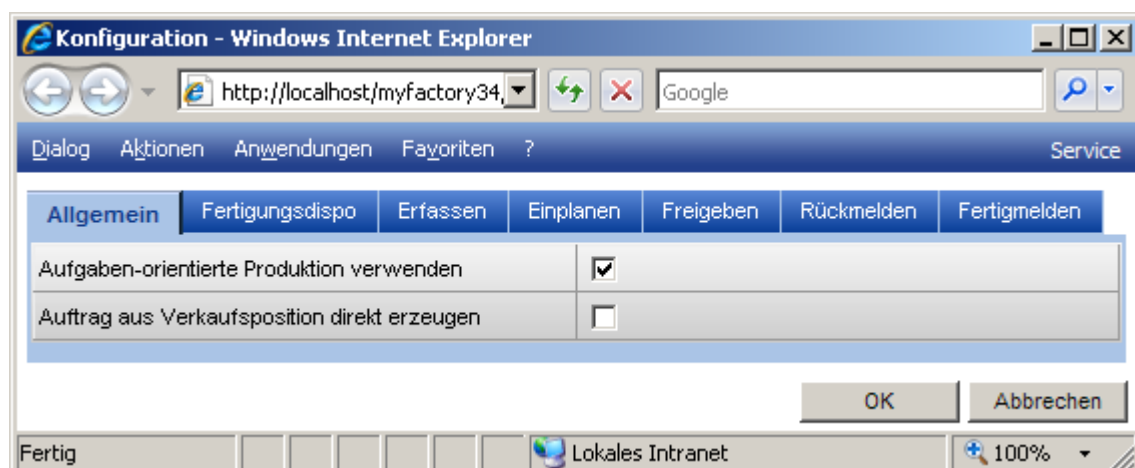 Konfiguration - Windows Internet Explorer
http://localhost/myfactory34,
Google
Dialog Aktionen Anwendungen Favoriten ? Service
Allgemein Fertigungsdispo Erfassen Einplanen Freigeben Rückmelden Fertigmelden
Aufgaben-orientierte Produktion verwenden
Auftrag aus Verkaufsposition direkt erzeugen
OK Abbrechen
Fertig Lokales Intranet 100%